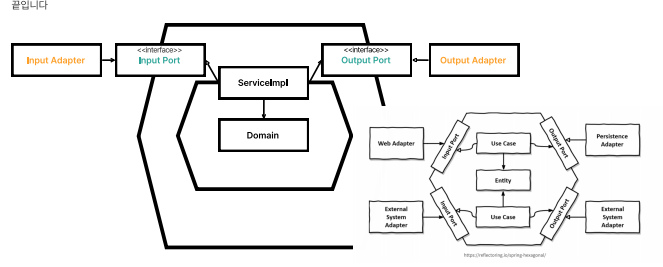 끝입니다
<<interface>>
Input Port
<<interface>>
Output Port
Input Adapter
Output Adapter
ServiceImpl
Domain
Web Adapter
Input Port
Use Case
Output Port
Persistence
Adapter
Entity
External
System
Adapter
Input Port
Use Case
Output Port
External
System
Adapter
https://reflectoring.io/spring-hexagonal/